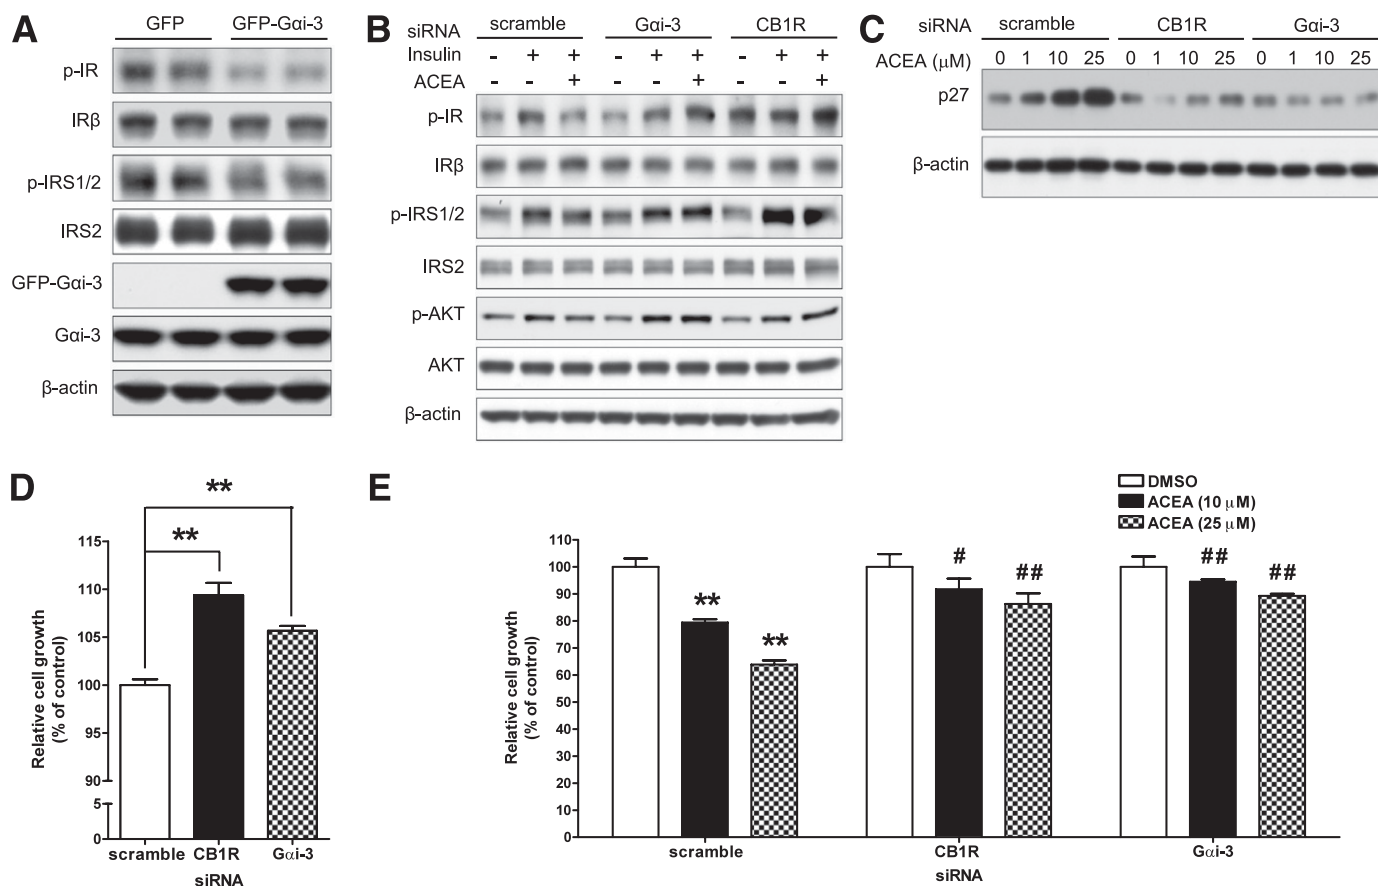 A
GFP GFP-Gαi-3
p-IR
IRβ
p-IRS1/2
IRS2
GFP-Gαi-3
Gαi-3
β-actin
B
siRNA scramble Gαi-3 CB1R
Insulin - + + - + + - + +
ACEA - - + - - + - - +
p-IR
IRβ
p-IRS1/2
IRS2
p-AKT
AKT
β-actin
C
siRNA scramble CB1R Gαi-3
ACEA (μM) 0 1 10 25 0 1 10 25 0 1 10 25
p27
β-actin
D
Relative cell growth
(% of control)
115
110
105
100
95
90
5
0
**
**
scramble CB1R Gαi-3
siRNA
E
DMSO
ACEA (10 μM)
ACEA (25 μM)
Relative cell growth
(% of control)
110
100
90
80
70
60
50
40
30
20
10
0
** ** # ## ## ##
scramble CB1R Gαi-3
siRNA